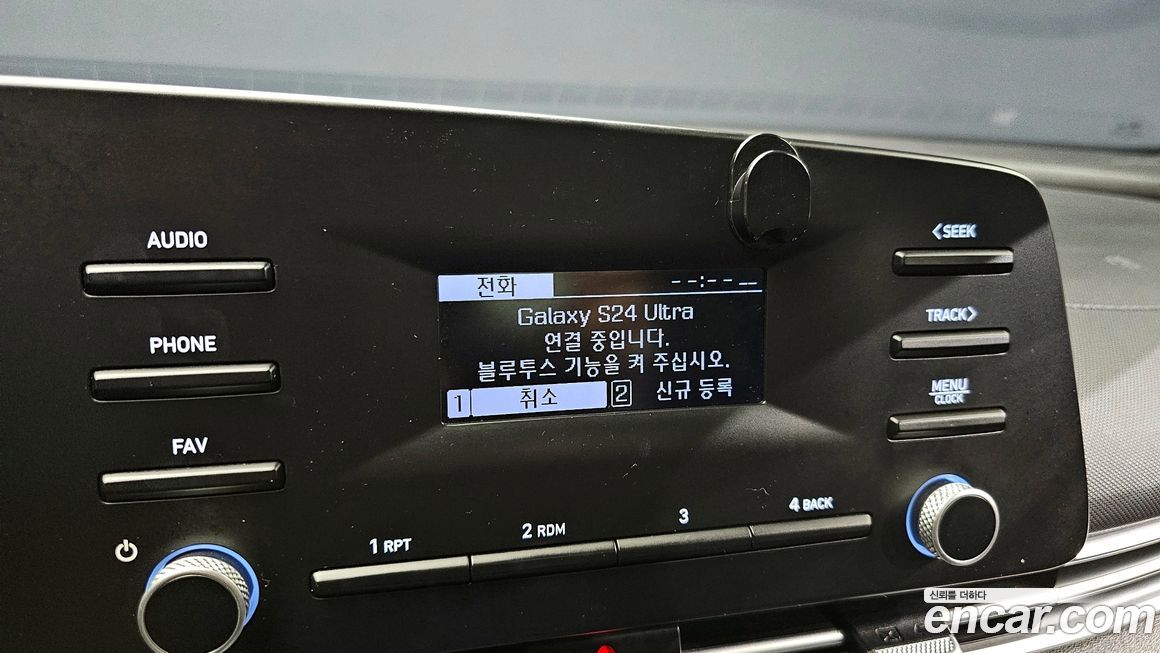 AUDIO
PHONE
FAV
전화 --:-- __
Galaxy S24 Ultra
연결 중입니다.
블루투스 기능을 켜 주십시오.
1 취소 2 신규 등록
<SEEK
TRACK>
MENU
CLOCK
1 RPT 2 RDM 3 4 BACK
신뢰를 더하다
encar.com